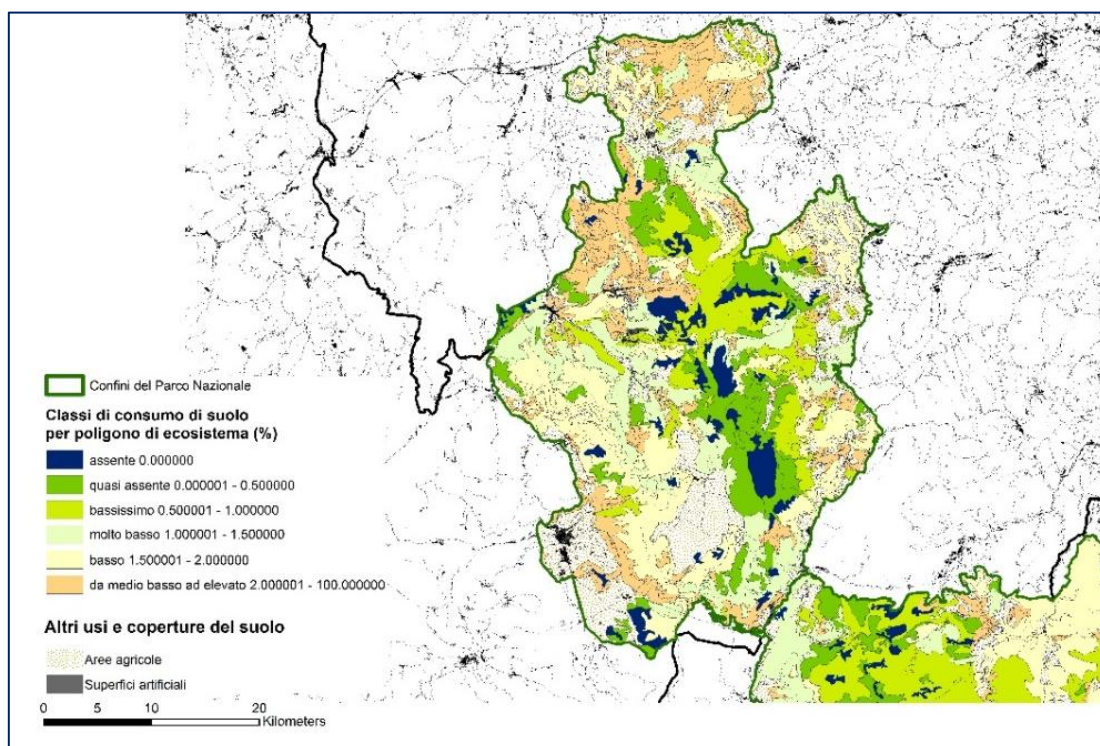 Confini del Parco Nazionale
Classi di consumo di suolo
per poligono di ecosistema (%)
assente 0.000000
quasi assente 0.000001 - 0.500000
bassissimo 0.500001 - 1.000000
molto basso 1.000001 - 1.500000
basso 1.500001 - 2.000000
da medio basso ad elevato 2.000001 - 100.000000
Altri usi e coperture del suolo
Aree agricole
Superfici artificiali
0 10 20
Kilometers